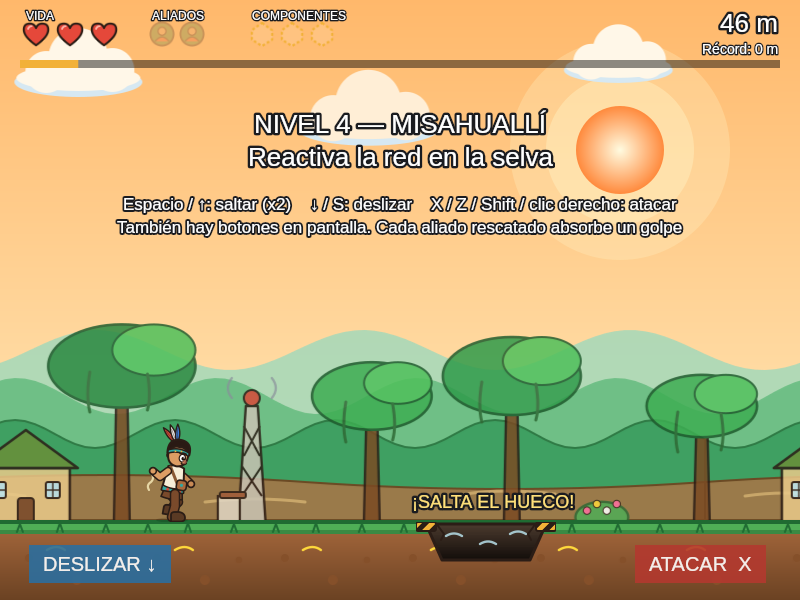 VIDA ALIADOS COMPONENTES
46 m
Récord: 0 m
NIVEL 4 — MISAHUALLÍ
Reactiva la red en la selva
Espacio / ↑: saltar (x2) ↓ / S: deslizar X / Z / Shift / clic derecho: atacar
También hay botones en pantalla. Cada aliado rescatado absorbe un golpe
¡SALTA EL HUECO!
DESLIZAR ↓
ATACAR X